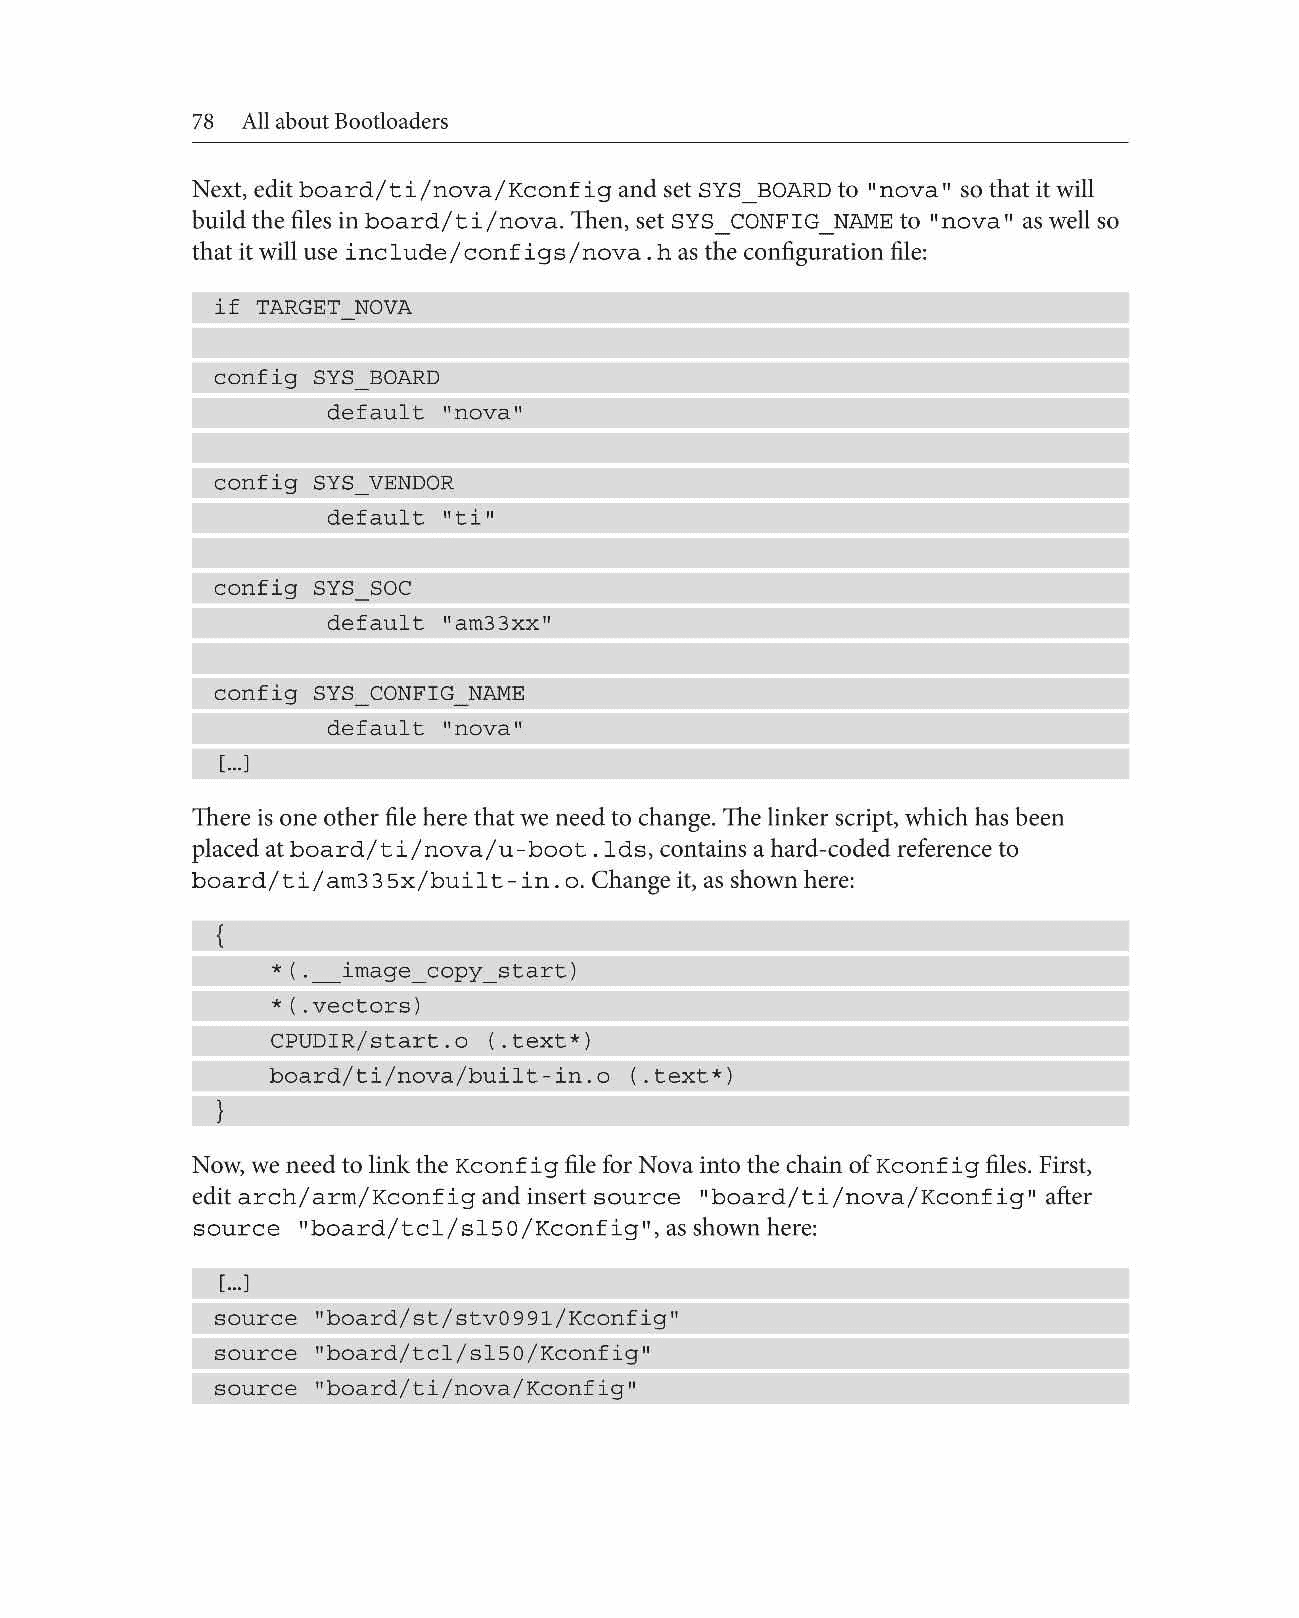 78 All about Bootloaders
Next, edit board/ti/nova/Kconfig and set SYS_BOARD to "nova" so that it will
build the files in board/ti/nova. Then, set SYS_CONFIG_NAME to "nova" as well so
that it will use include/configs/nova.h as the configuration file:
if TARGET_NOVA
config SYS_BOARD
        default "nova"
config SYS_VENDOR
        default "ti"
config SYS_SOC
        default "am33xx"
config SYS_CONFIG_NAME
        default "nova"
[…]
There is one other file here that we need to change. The linker script, which has been
placed at board/ti/nova/u-boot.lds, contains a hard-coded reference to
board/ti/am335x/built-in.o. Change it, as shown here:
{
    *(.__image_copy_start)
    *(.vectors)
    CPUDIR/start.o (.text*)
    board/ti/nova/built-in.o (.text*)
}
Now, we need to link the Kconfig file for Nova into the chain of Kconfig files. First,
edit arch/arm/Kconfig and insert source "board/ti/nova/Kconfig" after
source "board/tcl/sl50/Kconfig", as shown here:
[…]
source "board/st/stv0991/Kconfig"
source "board/tcl/sl50/Kconfig"
source "board/ti/nova/Kconfig"